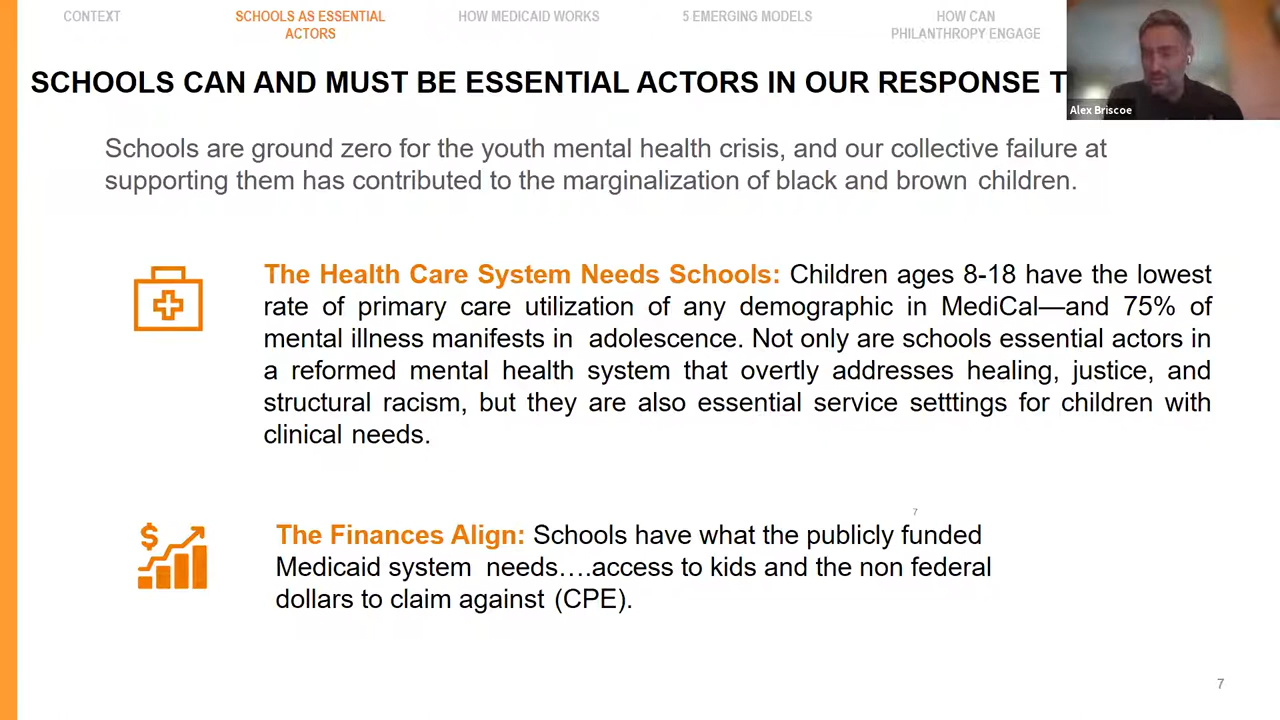 CONTEXT
SCHOOLS AS ESSENTIAL
ACTORS
HOW MEDICAID WORKS
5 EMERGING MODELS
HOW CAN
PHILANTHROPY ENGAGE
SCHOOLS CAN AND MUST BE ESSENTIAL ACTORS IN OUR RESPONSE T
Alex Briscoe
Schools are ground zero for the youth mental health crisis, and our collective failure at
supporting them has contributed to the marginalization of black and brown children.
The Health Care System Needs Schools: Children ages 8-18 have the lowest
rate of primary care utilization of any demographic in MediCal—and 75% of
mental illness manifests in adolescence. Not only are schools essential actors in
a reformed mental health system that overtly addresses healing, justice, and
structural racism, but they are also essential service setttings for children with
clinical needs.
7
$
The Finances Align: Schools have what the publicly funded
Medicaid system needs….access to kids and the non federal
dollars to claim against (CPE).
7